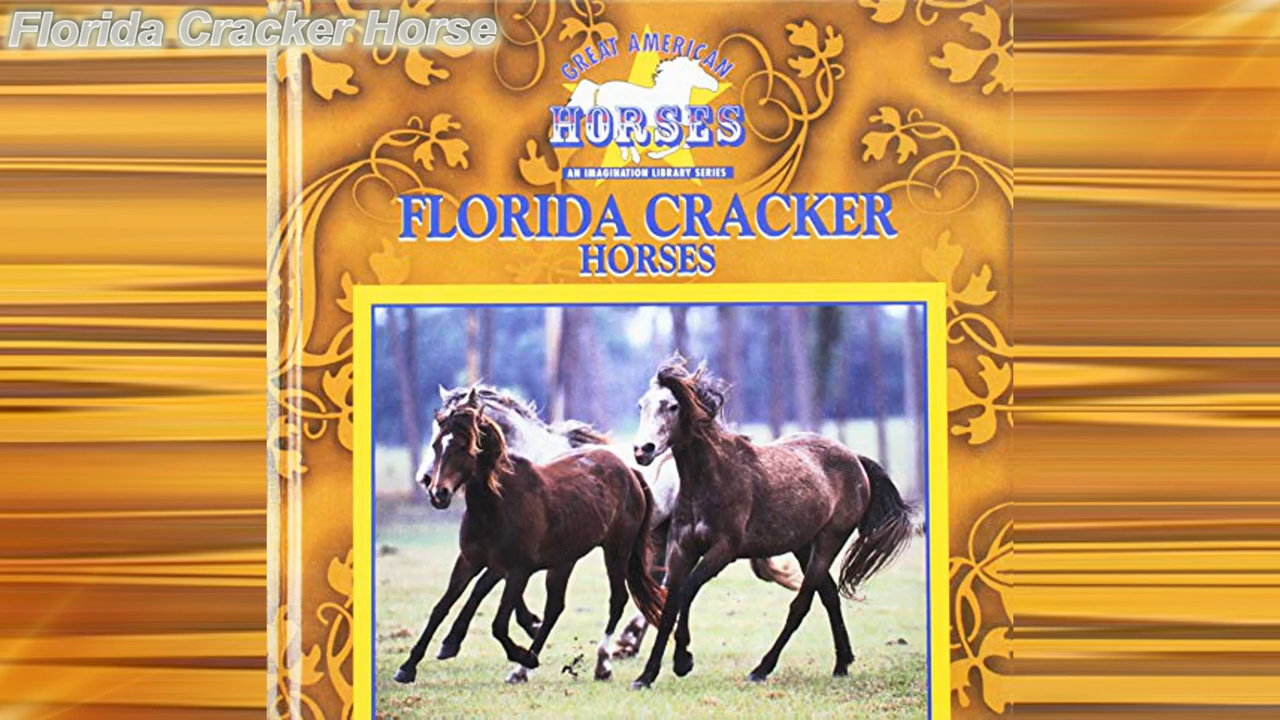 Florida Cracker Horse
GREAT AMERICAN
HORSES
AN IMAGINATION LIBRARY SERIES
FLORIDA CRACKER
HORSES